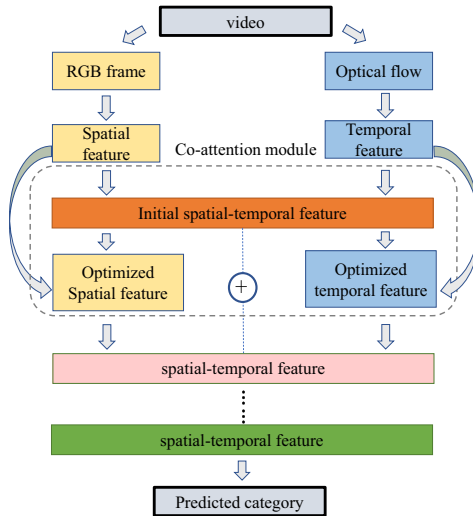 video
RGB frame
Optical flow
Spatial
feature
Co-attention module
Temporal
feature
Initial spatial-temporal feature
Optimized
Spatial feature
+
Optimized
temporal feature
spatial-temporal feature
spatial-temporal feature
Predicted category